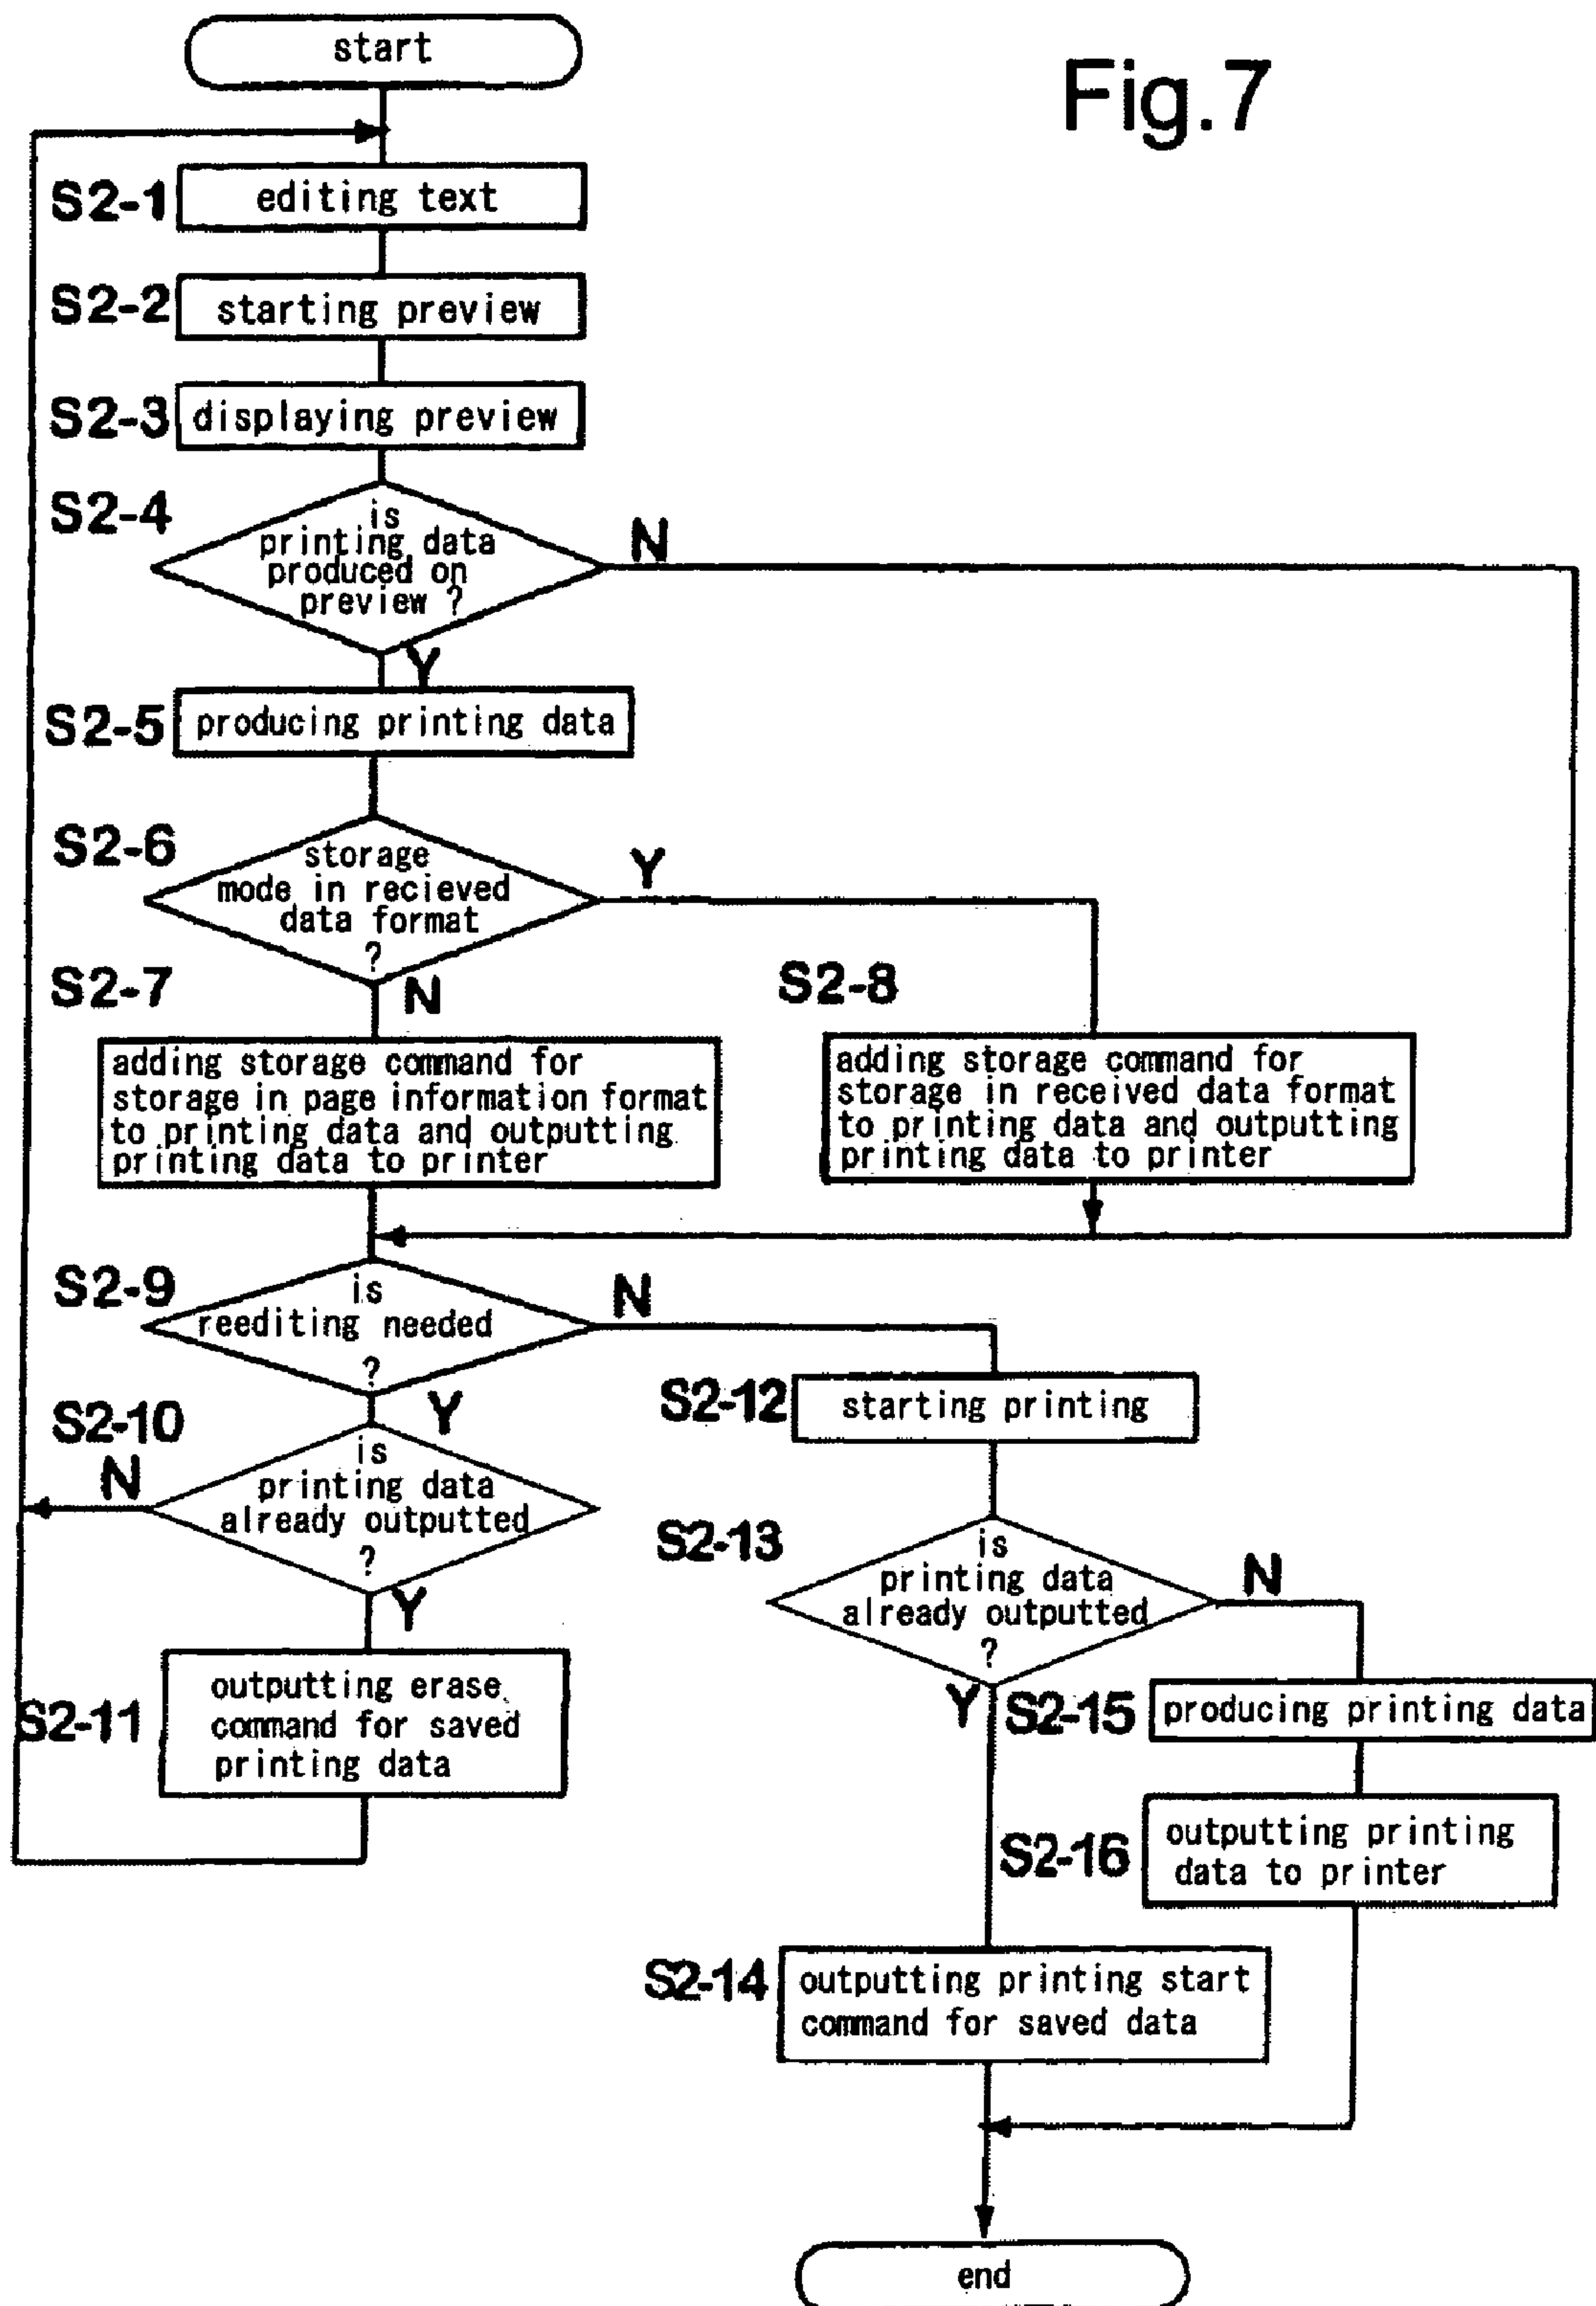 start
Fig.7
S2-1
editing text
S2-2
starting preview
S2-3
displaying preview
S2-4
is
printing data
produced on
preview ?
N
Y
S2-5
producing printing data
S2-6
storage
mode in recieved
data format
?
Y
N
S2-7
adding storage command for
storage in page information format
to printing data and outputting
printing data to printer
S2-8
adding storage command for
storage in received data format
to printing data and outputting
printing data to printer
S2-9
is
reediting needed
?
N
Y
S2-10
is
printing data
already outputted
?
N
Y
S2-11
outputting erase
command for saved
printing data
S2-12
starting printing
S2-13
is
printing data
already outputted
?
N
Y
S2-15
producing printing data
S2-16
outputting printing
data to printer
S2-14
outputting printing start
command for saved data
end